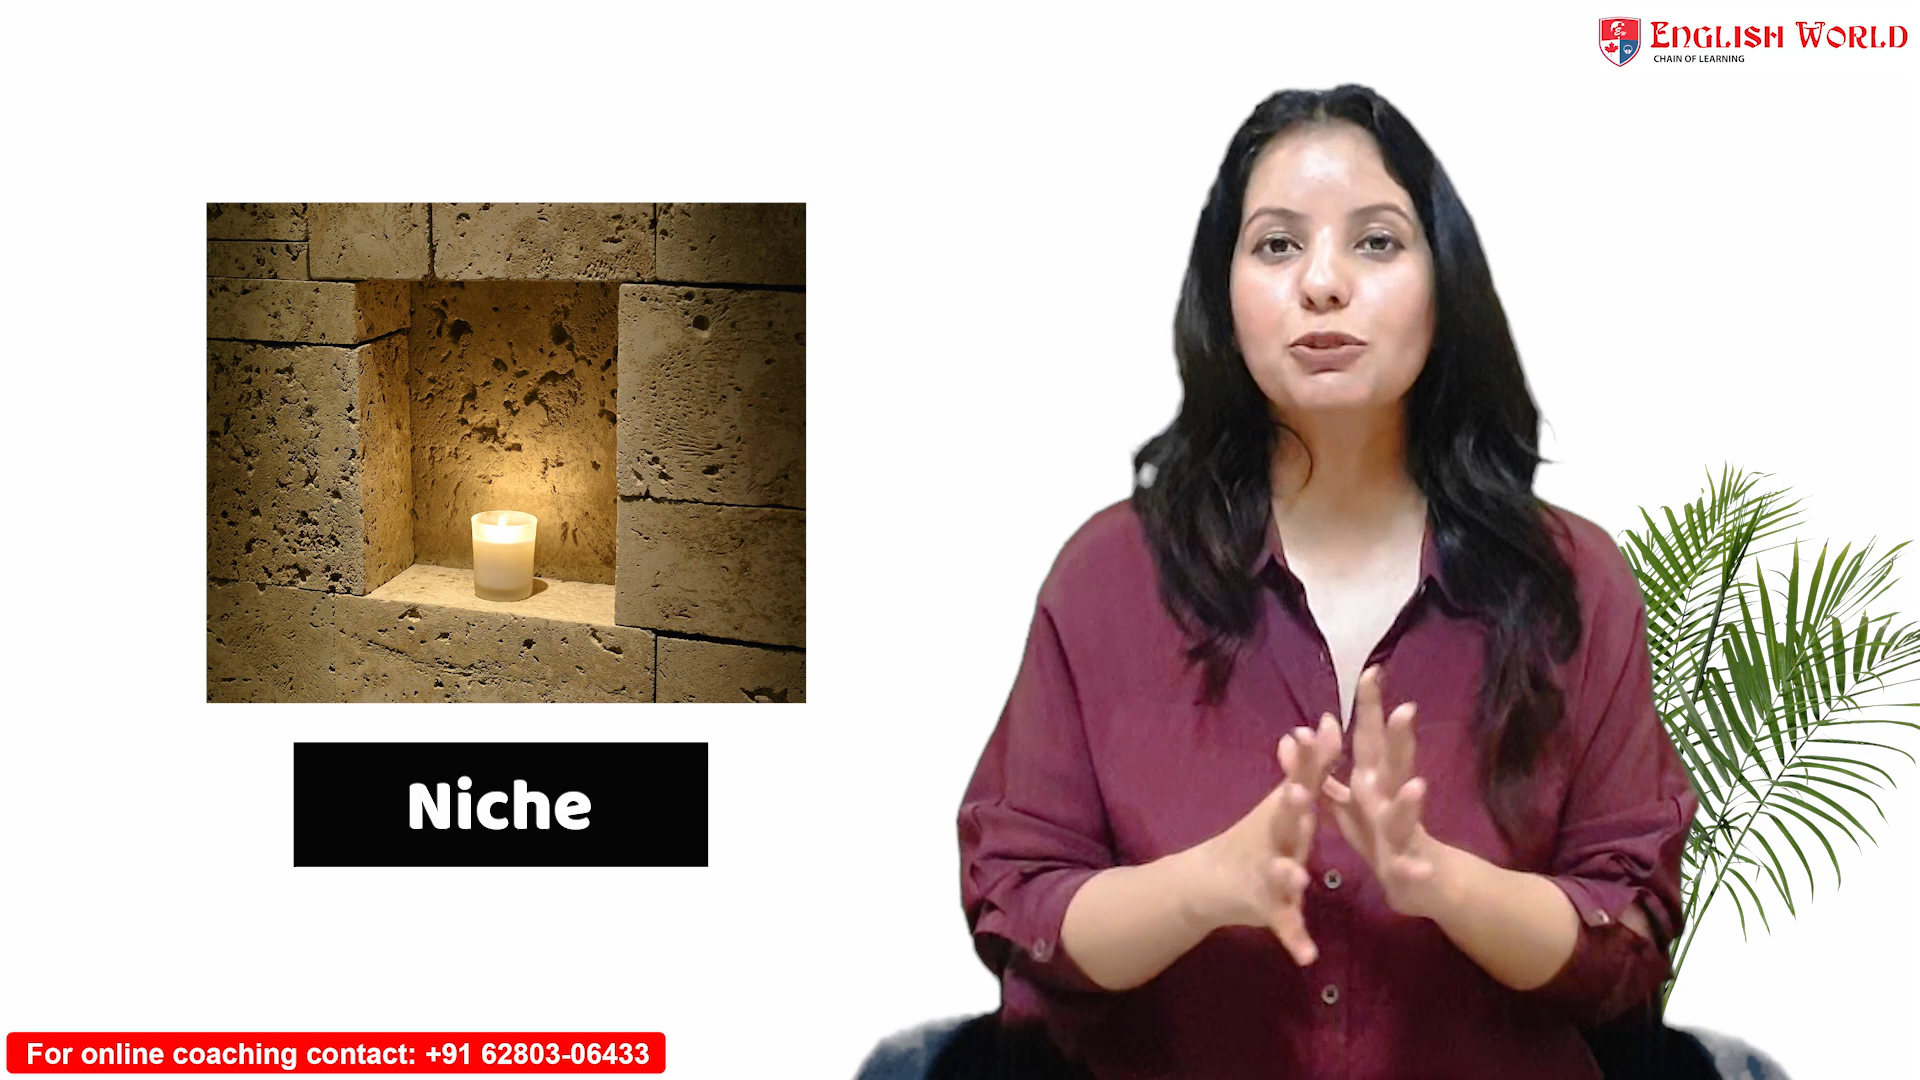 English World
CHAIN OF LEARNING
Niche
For online coaching contact: +91 62803-06433